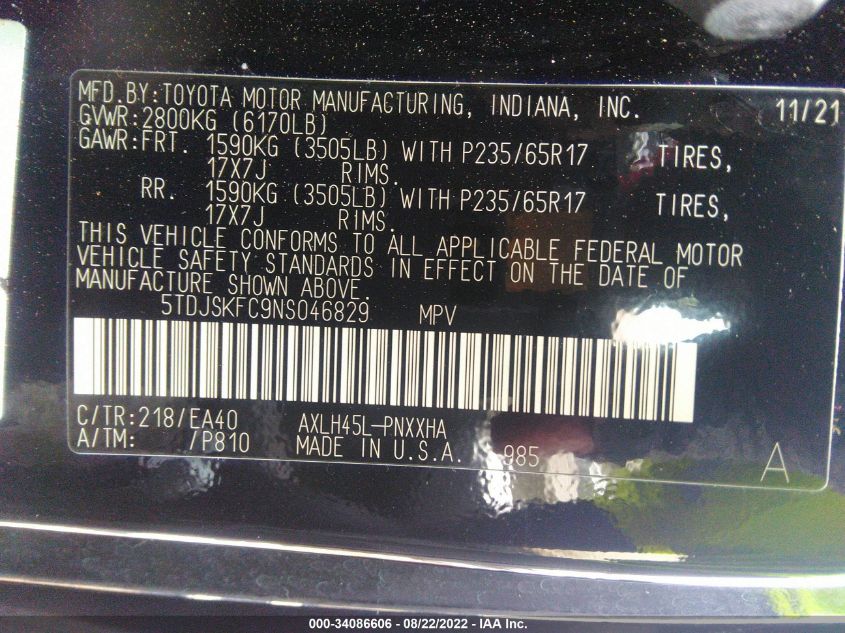 MFD.BY:TOYOTA MOTOR MANUFACTURING, INDIANA, INC. 11/21
GVWR:2800KG (6170LB)
GAWR:FRT. 1590KG (3505LB) WITH P235/65R17 TIRES,
17X7J RIMS.
RR. 1590KG (3505LB) WITH P235/65R17 TIRES,
17X7J RIMS.
THIS VEHICLE CONFORMS TO ALL APPLICABLE FEDERAL MOTOR
VEHICLE SAFETY STANDARDS IN EFFECT ON THE DATE OF
MANUFACTURE SHOWN ABOVE.
5TDJSKFC9NS046829 MPV
C/TR:218/EA40 AXLH45L-PNXXHA
A/TM: /P810 MADE IN U.S.A. 985 A
000-34086606 - 08/22/2022 - IAA Inc.